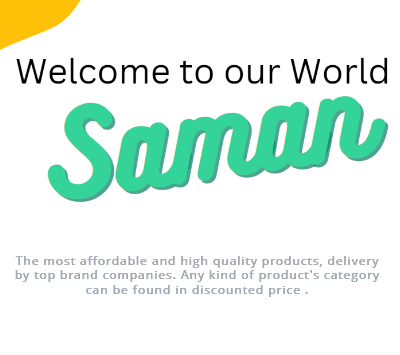 Welcome to our World
Saman
The most affordable and high quality products, delivery
by top brand companies. Any kind of product's category
can be found in discounted price .